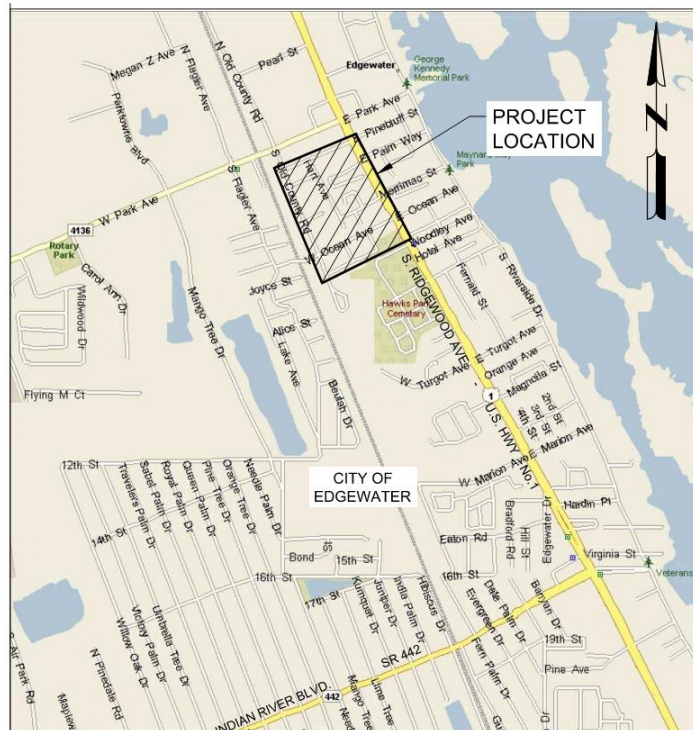 Megan Z Ave
N Flagler Ave
N Old County Rd
Pearl St
Edgewater
George
Kennedy
Memorial Park
Parktowne Blvd
E Park Ave
Pinebluff St
PROJECT
LOCATION
N
E Palm Way
S Flagler Ave
S Old County Rd
Hart Ave
Merrimac St
E Ocean Ave
W Park Ave
4136
Rotary
Park
W Ocean Ave
Woodley Ave
Hotel Ave
Carol Ann Dr
Wildwood Dr
Mango Tree Dr
Joyce St
Hawks Park
Cemetery
S. RIDGEWOOD AVE.
Fernald St
S Riverside Dr
Alice St
Lake Ave
E Turgot Ave
Orange Ave
W Turgot Ave
Magnolia St
Flying M Ct
Beulah Dr
1
U.S. HWY No.1
2nd St
3rd St
4th St
E Marion Ave
12th St
CITY OF
EDGEWATER
W Marion Ave
Travelers Palm Dr
Sabel Palm Dr
Royal Palm Dr
Queen Palm Dr
Pine Tree Dr
Orange Tree Dr
Needle Palm Dr
14th St
Hardin Pl
Eaton Rd
Bradford Rd
Hill St
Edgewater Dr
Virginia St
Bond St
15th St
Veterans
16th St
16th St
17th St
Kumquat Dr
Juniper Dr
India Palm Dr
Hibiscus Dr
Evergreen Dr
Date Palm Dr
Banyan Dr
Umbrella Tree Dr
Victory Palm Dr
Willow Oak Dr
Fern Palm Dr
19th St
SR 442
Pine Ave
Air Park Rd
N Pinedale Rd
INDIAN RIVER BLVD.
442
Mango Tree
Lime Tree